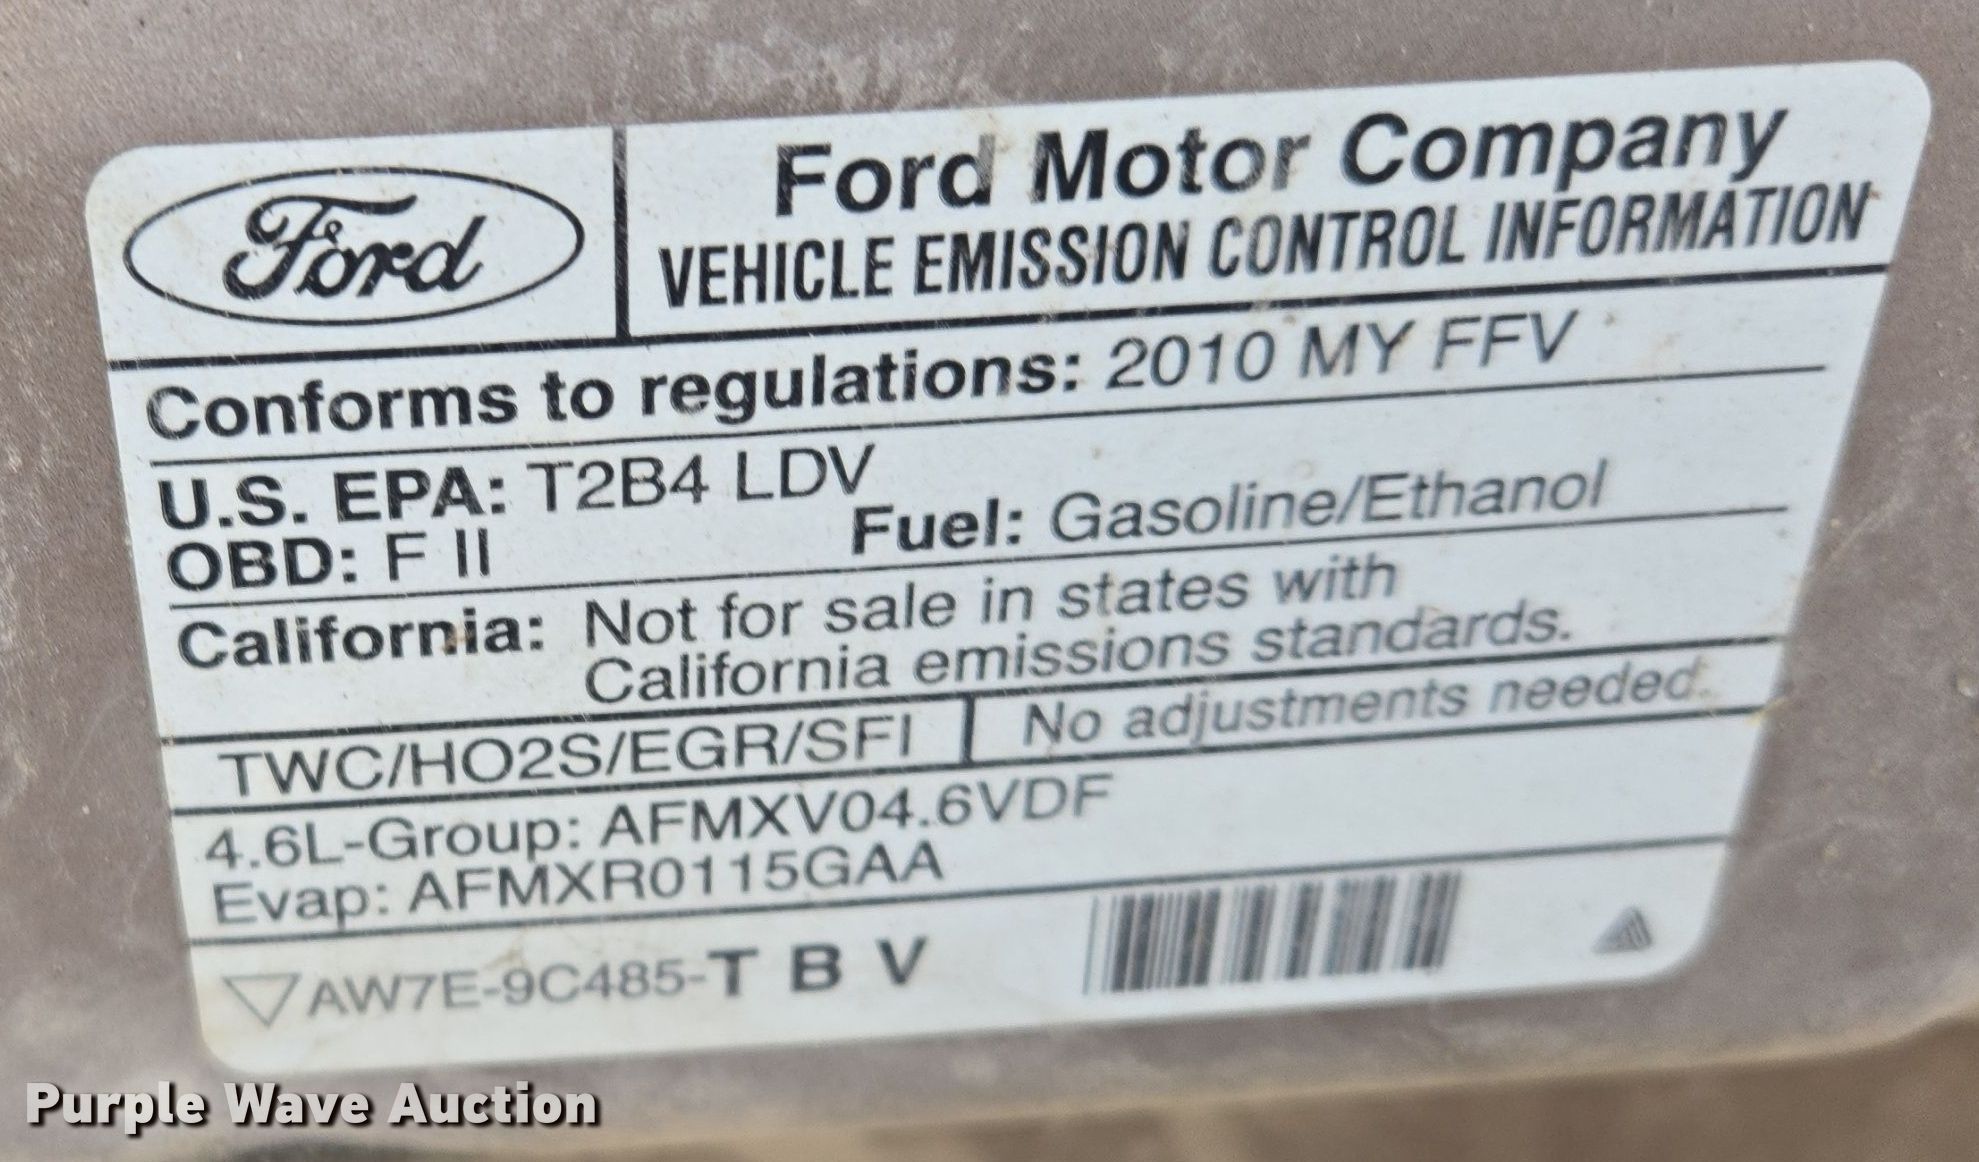 Ford
Ford Motor Company
VEHICLE EMISSION CONTROL INFORMATION
Conforms to regulations: 2010 MY FFV
U.S. EPA: T2B4 LDV
OBD: F II
Fuel: Gasoline/Ethanol
California: Not for sale in states with
California emissions standards.
TWC/HO2S/EGR/SFI
No adjustments needed.
4.6L-Group: AFMXV04.6VDF
Evap: AFMXR0115GAA
AW7E-9C485-T B V
Purple Wave Auction